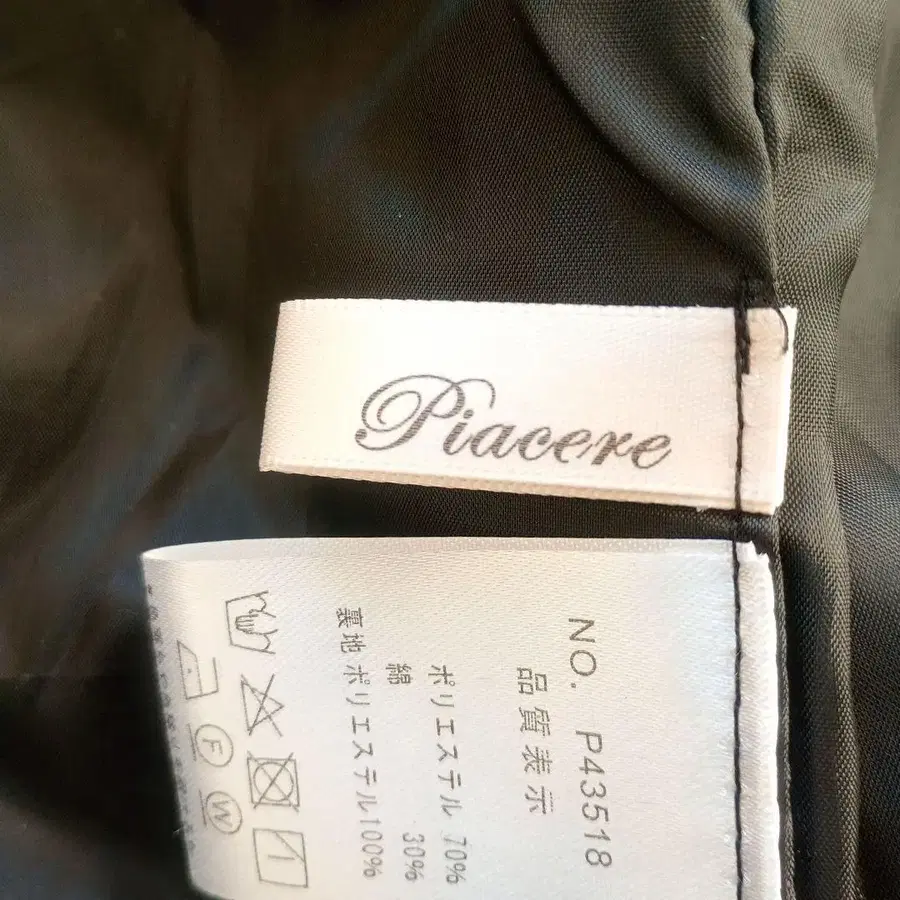 Piacere
NO. P43518
品質表示
ポリエステル 70%
綿 30%
裏地 ポリエステル100%
F
W